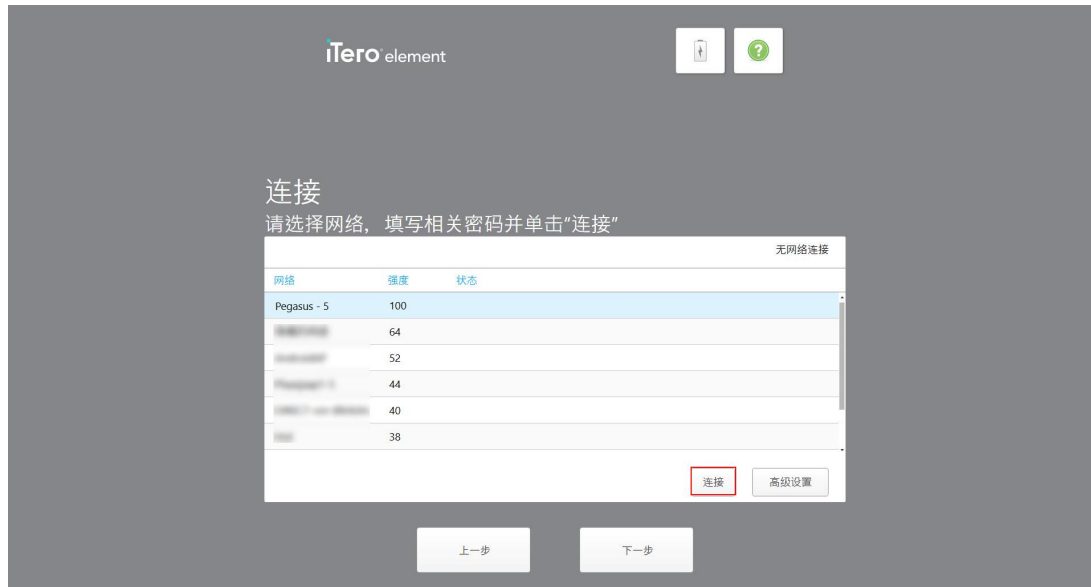 iTero element
?
连接
请选择网络，填写相关密码并单击“连接”
无网络连接
网络 强度 状态
Pegasus - 5 100
64
52
44
40
38
连接 高级设置
上一步 下一步